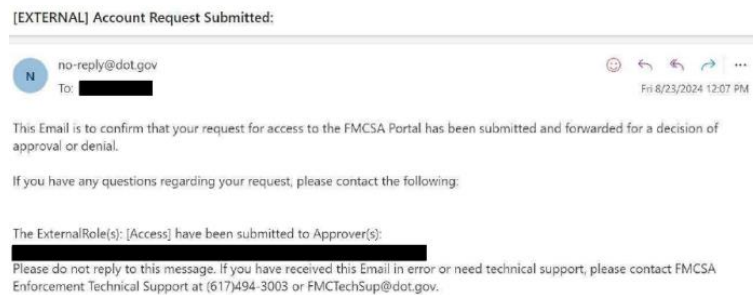 [EXTERNAL] Account Request Submitted:
N
no-reply@dot.gov
To:
Fri 8/23/2024 12:07 PM
This Email is to confirm that your request for access to the FMCSA Portal has been submitted and forwarded for a decision of
approval or denial.
If you have any questions regarding your request, please contact the following:
The ExternalRole(s): [Access] have been submitted to Approver(s):
Please do not reply to this message. If you have received this Email in error or need technical support, please contact FMCSA
Enforcement Technical Support at (617)494-3003 or FMCTechSup@dot.gov.